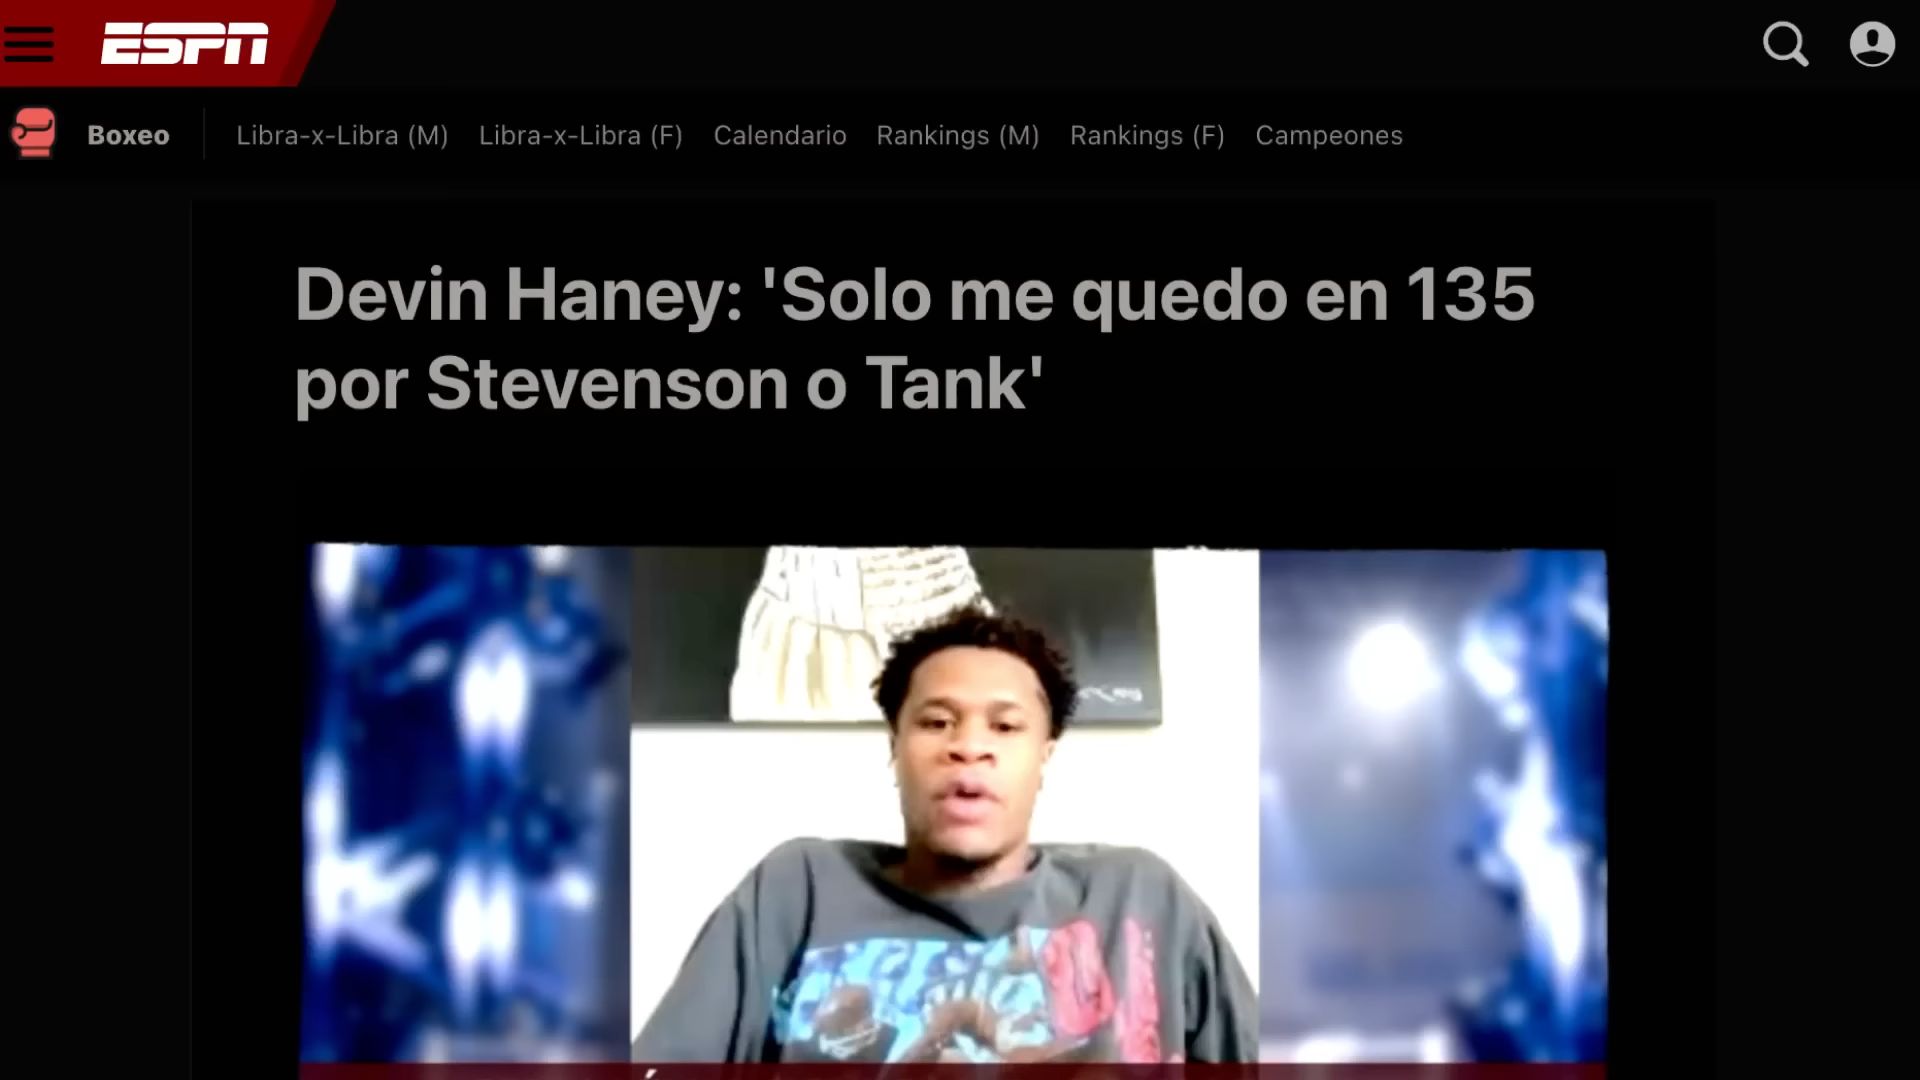 ESPN
Boxeo Libra-x-Libra (M) Libra-x-Libra (F) Calendario Rankings (M) Rankings (F) Campeones
Devin Haney: 'Solo me quedo en 135
por Stevenson o Tank'